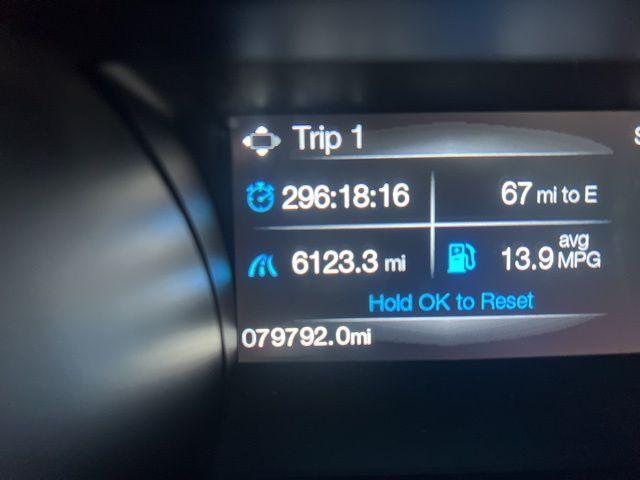 Trip 1
296:18:16
67 mi to E
6123.3 mi
13.9 avg MPG
Hold OK to Reset
079792.0mi